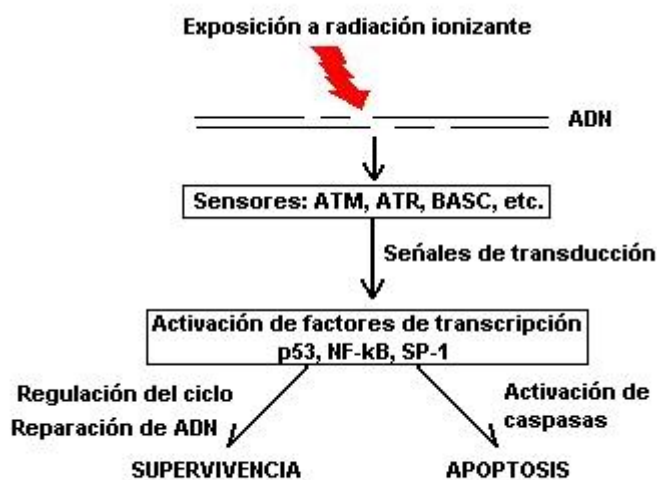 Exposición a radiación ionizante
ADN
Sensores: ATM, ATR, BASC, etc.
Señales de transducción
Activación de factores de transcripción
p53, NF-kB, SP-1
Regulación del ciclo
Reparación de ADN
Activación de
caspasas
SUPERVIVENCIA
APOPTOSIS